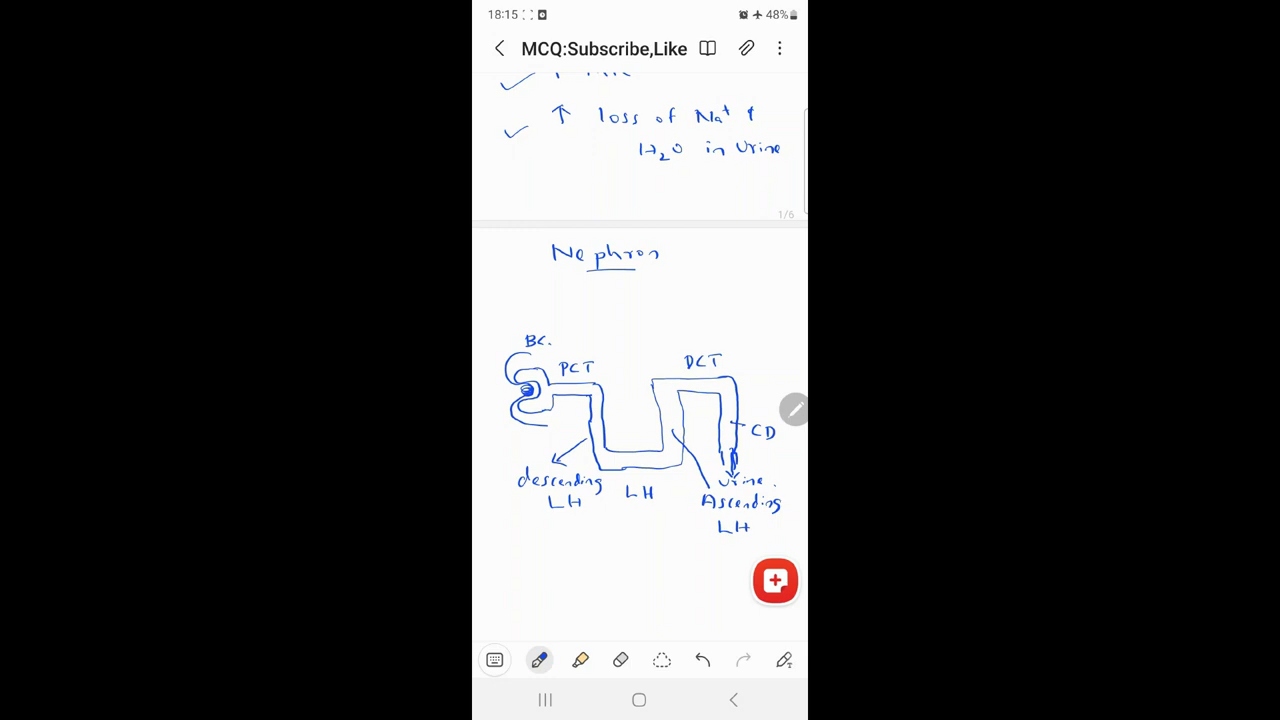 18:15
48%
MCQ:Subscribe,Like
↑ loss of Na+ &
H2O in Urine
1/6
Nephron
BC.
PCT
DCT
CD
descending
LH
LH
Urine.
Ascending
LH